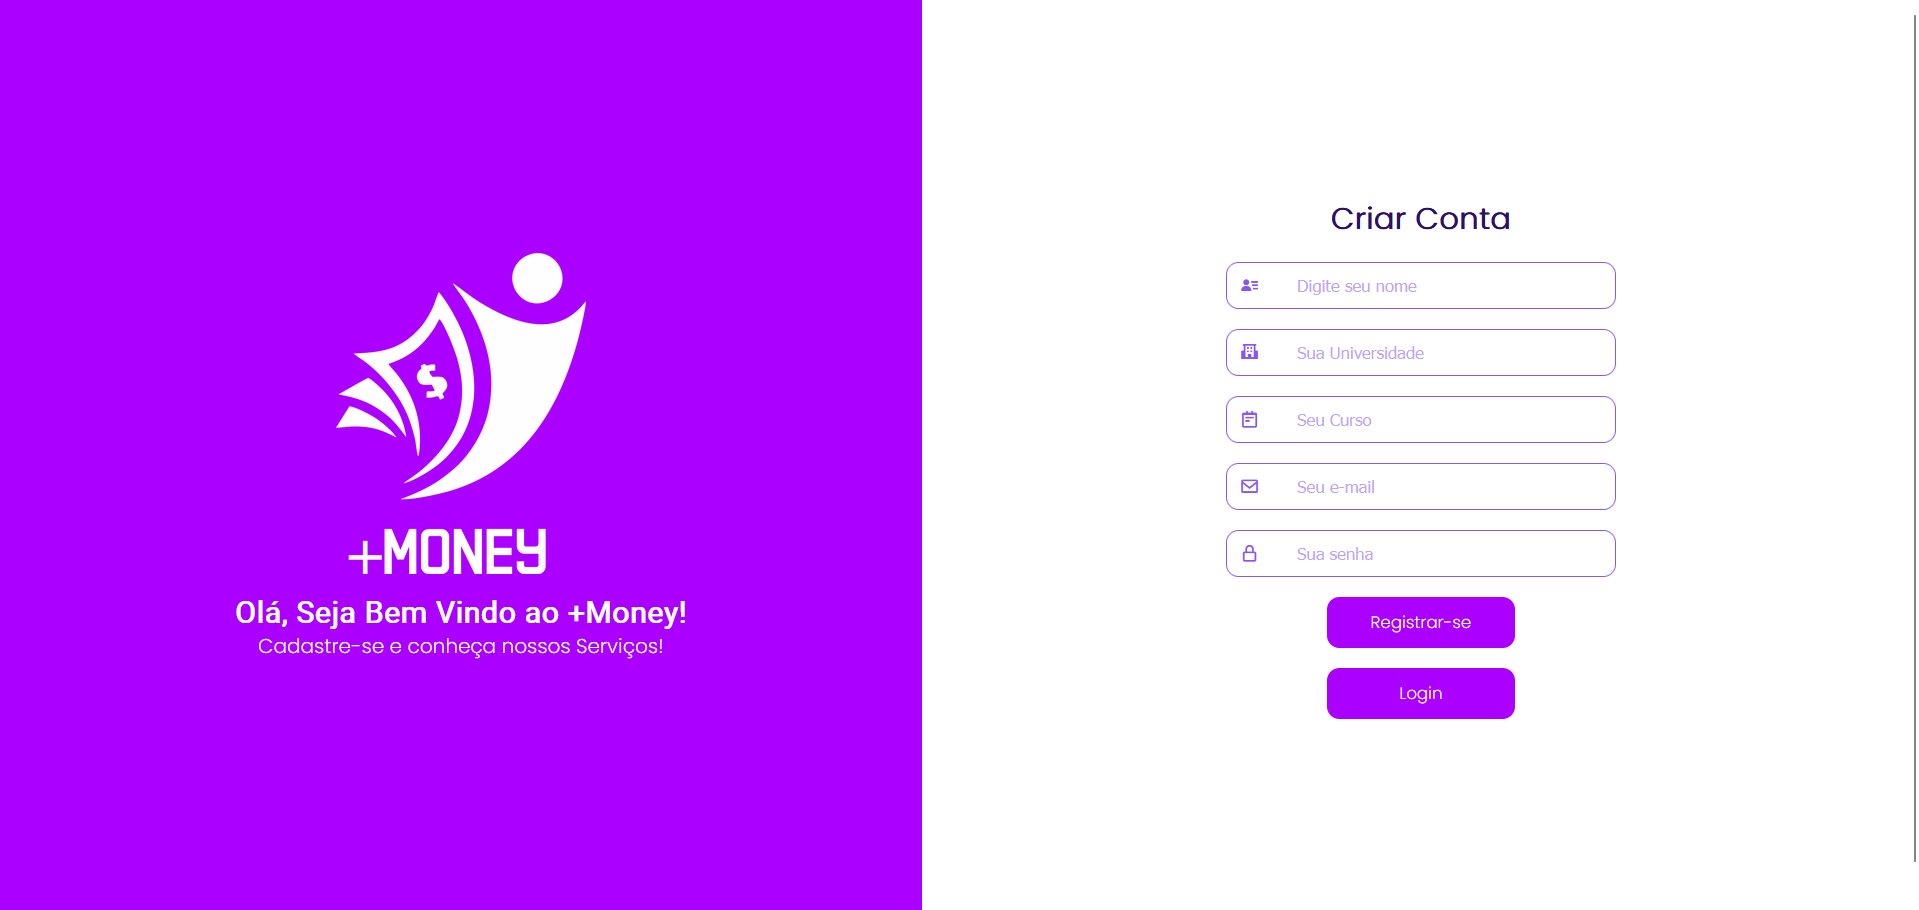 $
+MONEY
Olá, Seja Bem Vindo ao +Money!
Cadastre-se e conheça nossos Serviços!
Criar Conta
Digite seu nome
Sua Universidade
Seu Curso
Seu e-mail
Sua senha
Registrar-se
Login